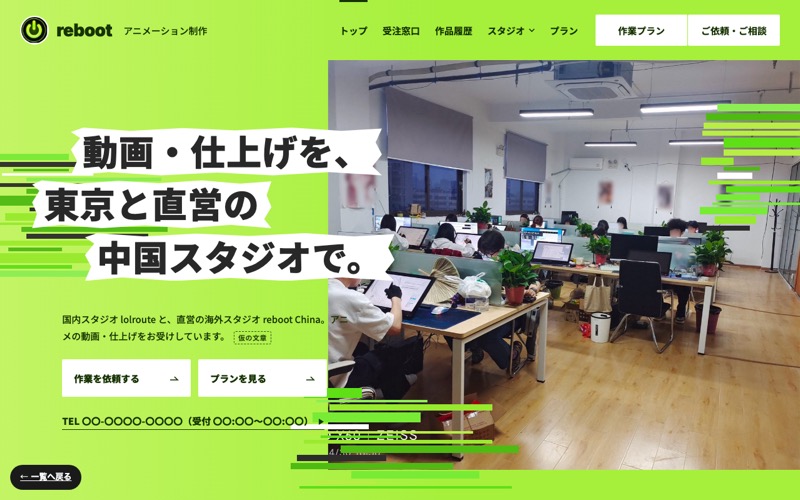 reboot アニメーション制作
トップ 受注窓口 作品履歴 スタジオ プラン 作業プラン ご依頼・ご相談
動画・仕上げを、
東京と直営の
中国スタジオで。
国内スタジオ lolroute と、直営の海外スタジオ reboot China。アニ
メの動画・仕上げをお受けしています。 仮の文章
作業を依頼する → プランを見る →
TEL 〇〇-〇〇〇〇-〇〇〇〇（受付 〇〇:〇〇〜〇〇:〇〇） ▶
ZEISS
← 一覧へ戻る